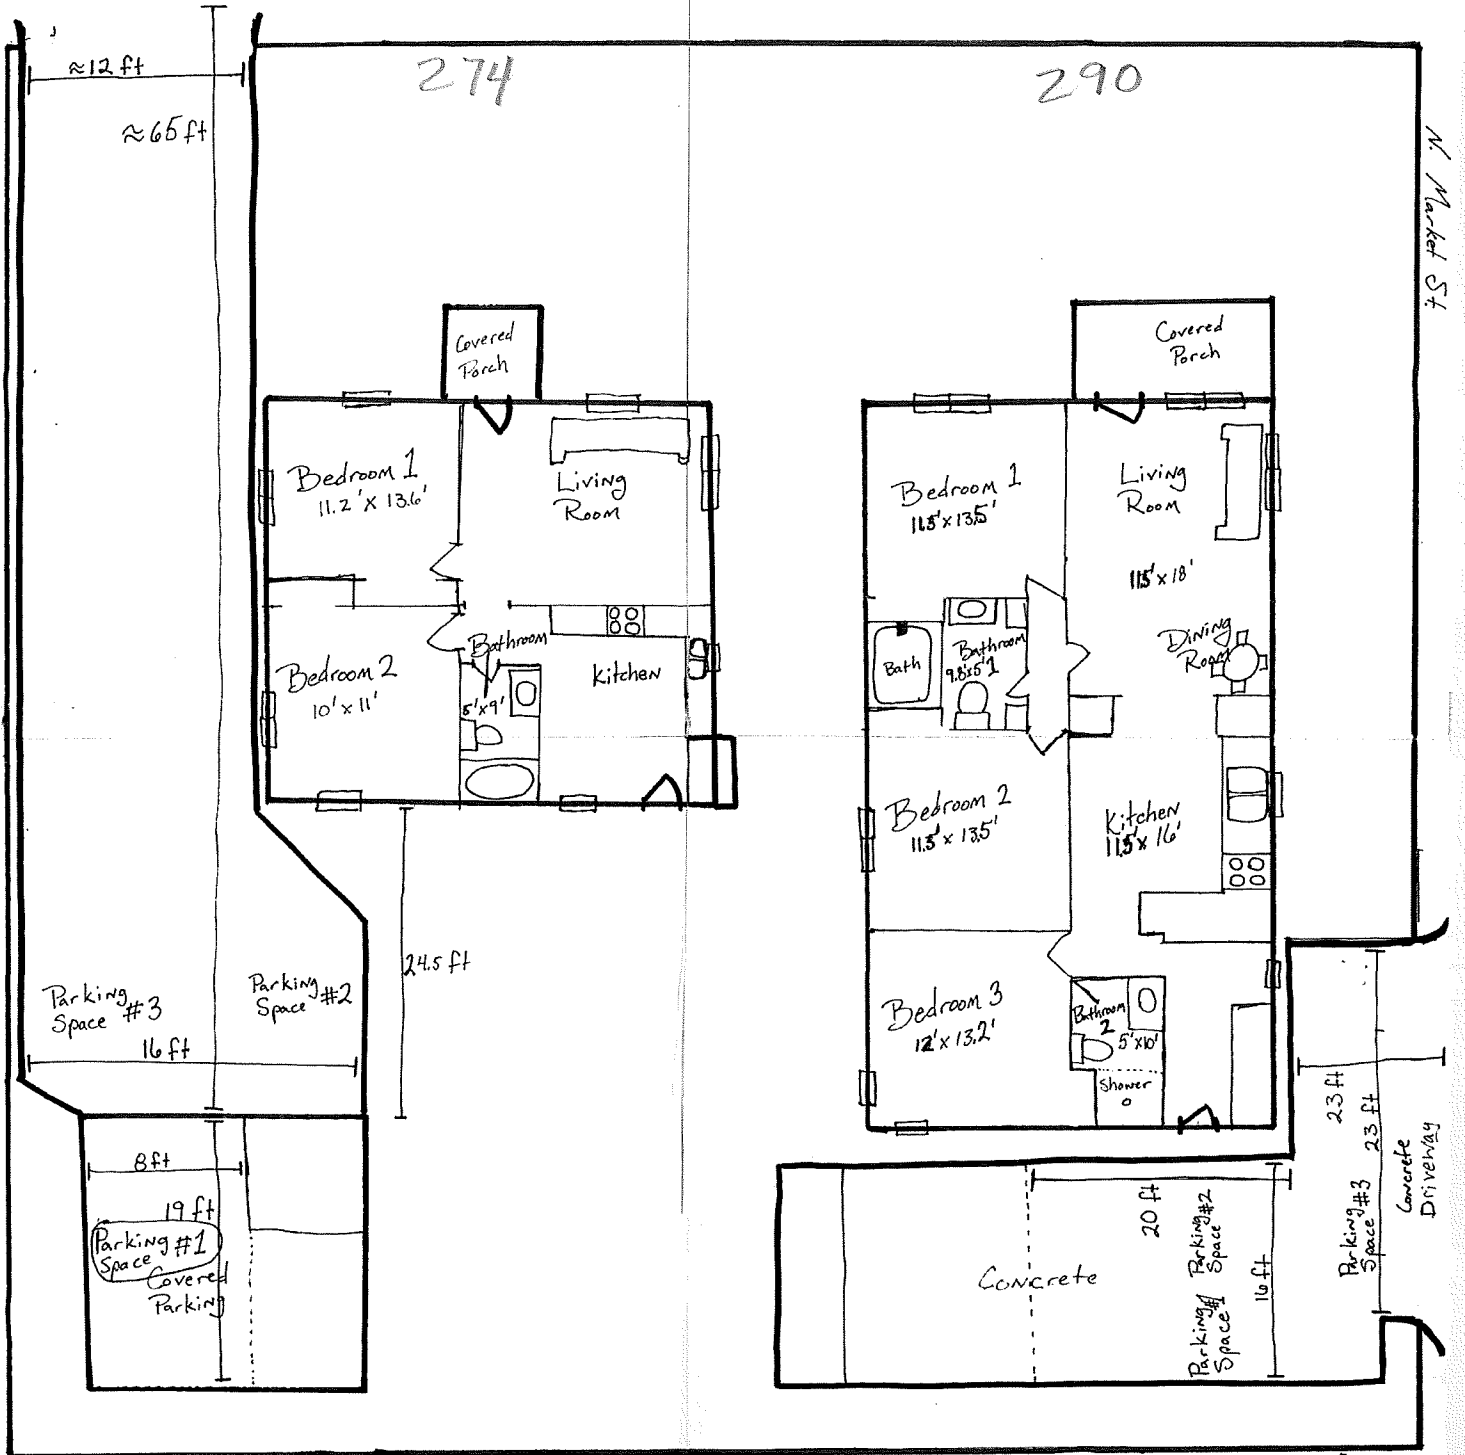 ≈12 ft
≈65 ft
274
290
N. Market St.
Covered
Porch
Bedroom 1
11.2' x 13.6'
Living
Room
Bedroom 2
10' x 11'
Bathroom
5' x 9'
Kitchen
24.5 ft
Parking
Space #3
Parking
Space #2
16 ft
8 ft
19 ft
Parking #1
Space
Covered
Parking
Covered
Porch
Bedroom 1
11.5' x 13.5'
Living
Room
11.5' x 18'
Dining
Room
Bath
Bathroom
9.8'x5' 1
Bedroom 2
11.5' x 13.5'
Kitchen
11.5' x 16'
Bedroom 3
12' x 13.2'
Bathroom
2
5' x 10'
Shower
23 ft
23 ft
Parking #3
Space
Concrete
Driveway
20 ft
Parking #2
Space
Parking #1
Space
16 ft
Concrete